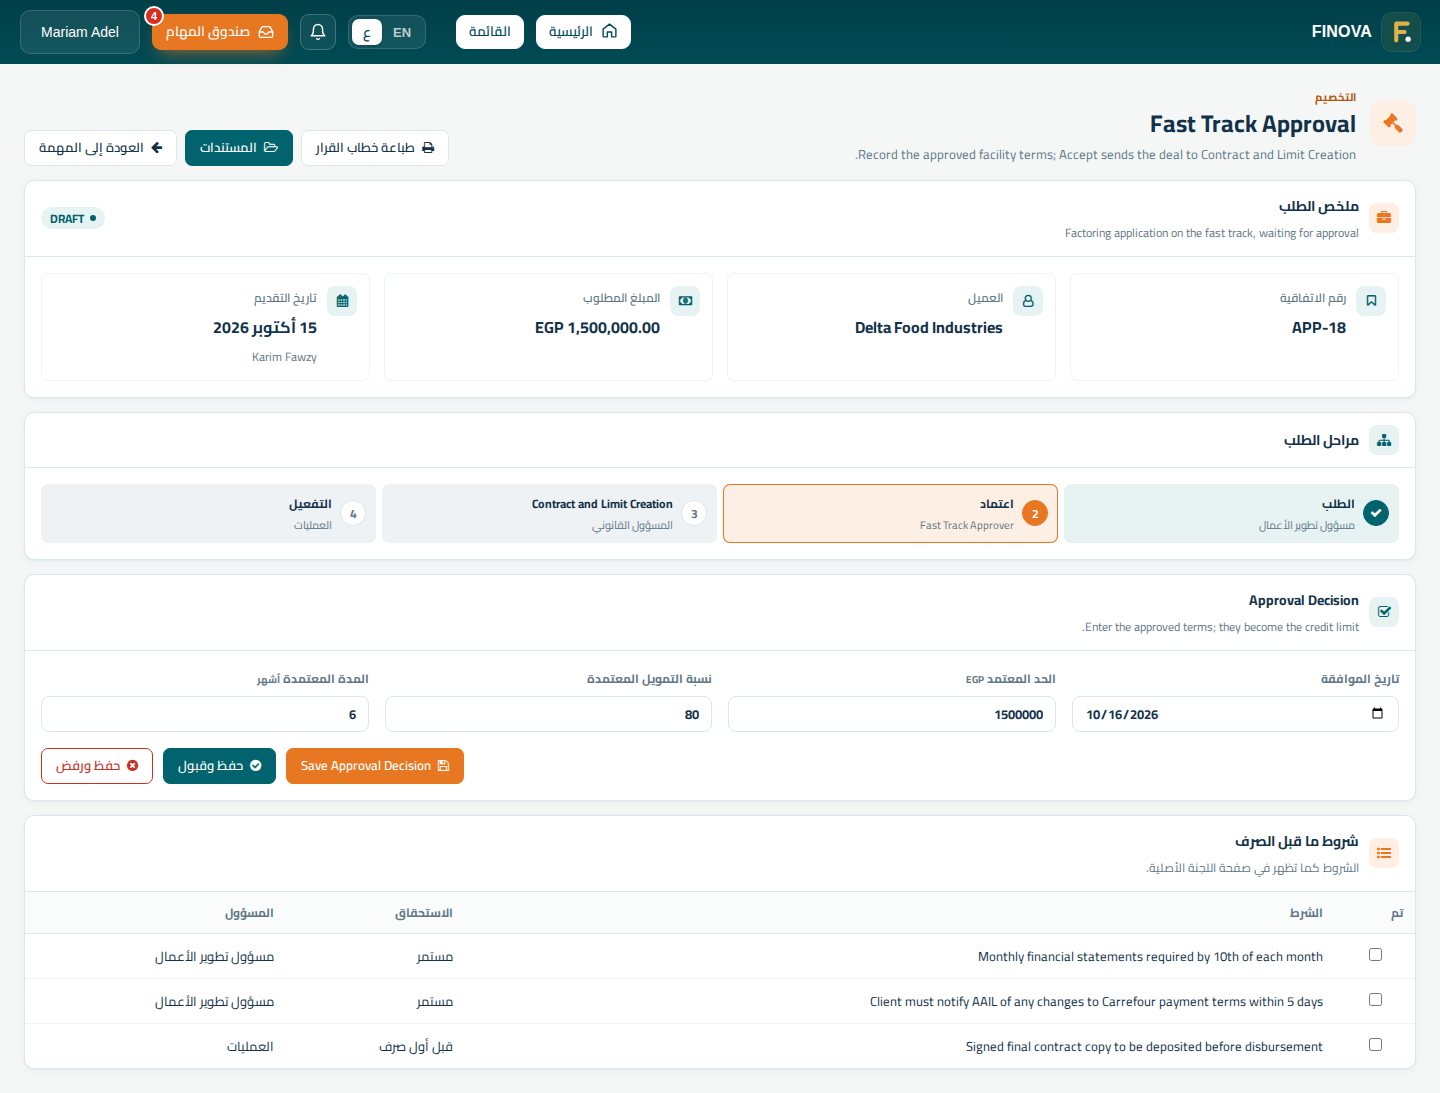 FINOVA
الرئيسية
القائمة
EN
ع
صندوق المهام
4
Mariam Adel
التخصيم
Fast Track Approval
Record the approved facility terms; Accept sends the deal to Contract and Limit Creation.
طباعة خطاب القرار
المستندات
العودة إلى المهمة
ملخص الطلب
Factoring application on the fast track, waiting for approval
DRAFT
رقم الاتفاقية
APP-18
العميل
Delta Food Industries
المبلغ المطلوب
EGP 1,500,000.00
تاريخ التقديم
15 أكتوبر 2026
Karim Fawzy
مراحل الطلب
الطلب
مسؤول تطوير الأعمال
2
اعتماد
Fast Track Approver
3
Contract and Limit Creation
المسؤول القانوني
4
التفعيل
العمليات
Approval Decision
Enter the approved terms; they become the credit limit.
تاريخ الموافقة
10/16/2026
الحد المعتمد EGP
1500000
نسبة التمويل المعتمدة
80
المدة المعتمدة أشهر
6
Save Approval Decision
حفظ وقبول
حفظ ورفض
شروط ما قبل الصرف
الشروط كما تظهر في صفحة اللجنة الأصلية.
تم الشرط الاستحقاق المسؤول
Monthly financial statements required by 10th of each month مستمر مسؤول تطوير الأعمال
Client must notify AAIL of any changes to Carrefour payment terms within 5 days مستمر مسؤول تطوير الأعمال
Signed final contract copy to be deposited before disbursement قبل أول صرف العمليات